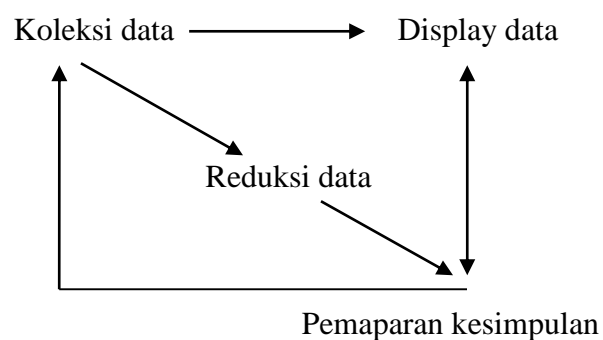 Koleksi data
Display data
Reduksi data
Pemaparan kesimpulan